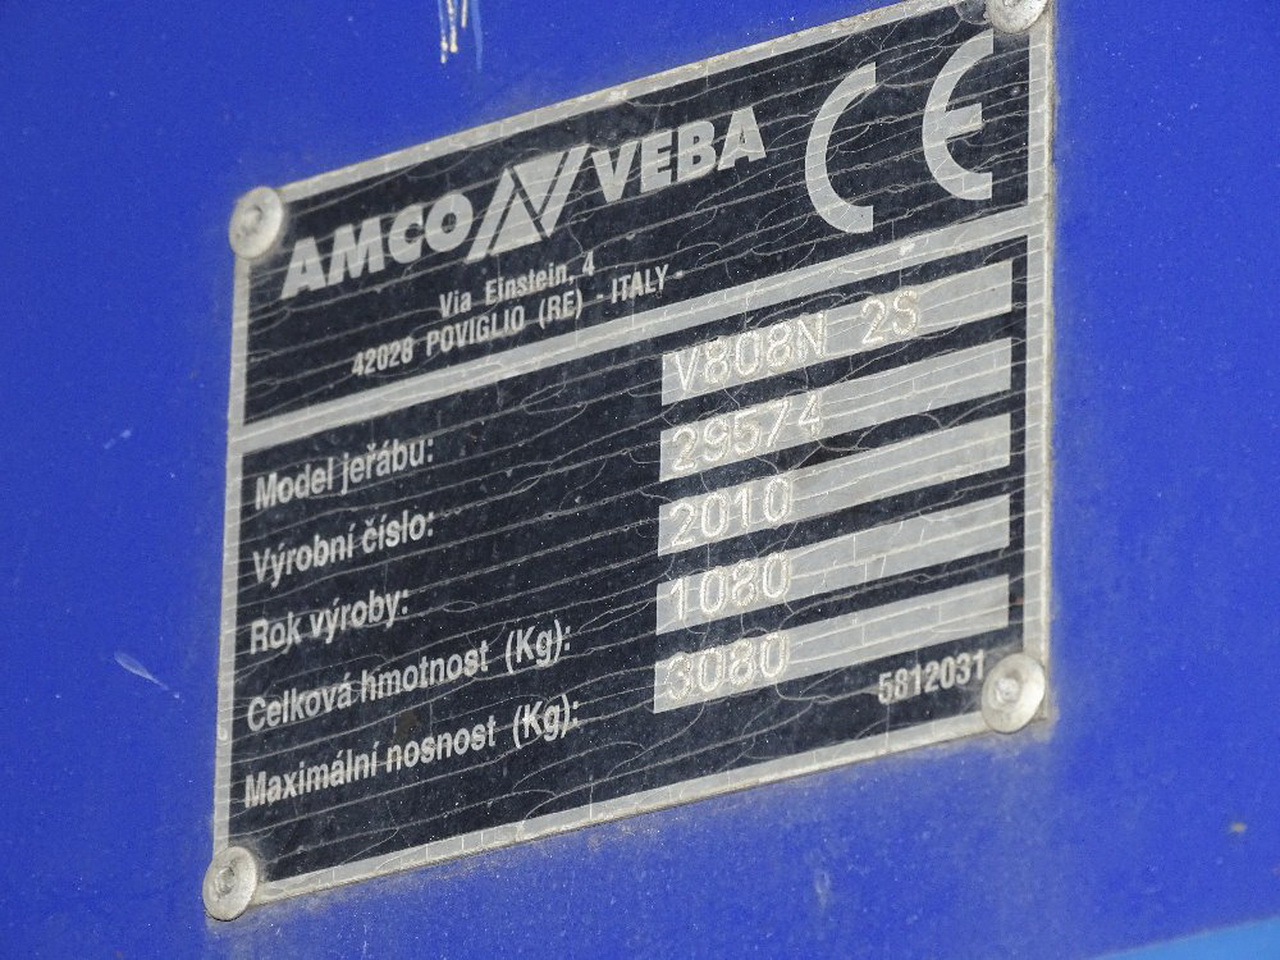 AMCO VEBA CE
Via Einstein, 4
42028 POVIGLIO (RE) - ITALY -
Model jeřábu: V808N 2S
Výrobní číslo: 29574
Rok výroby: 2010
Celková hmotnost (Kg): 1080
Maximální nosnost (Kg): 3080
5812031